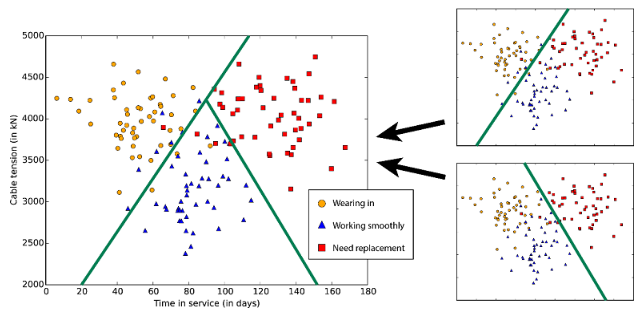 5000
4500
4000
3500
3000
2500
2000
Cable tension (in kN)
0 20 40 60 80 100 120 140 160 180
Time in service (in days)
Wearing in
Working smoothly
Need replacement